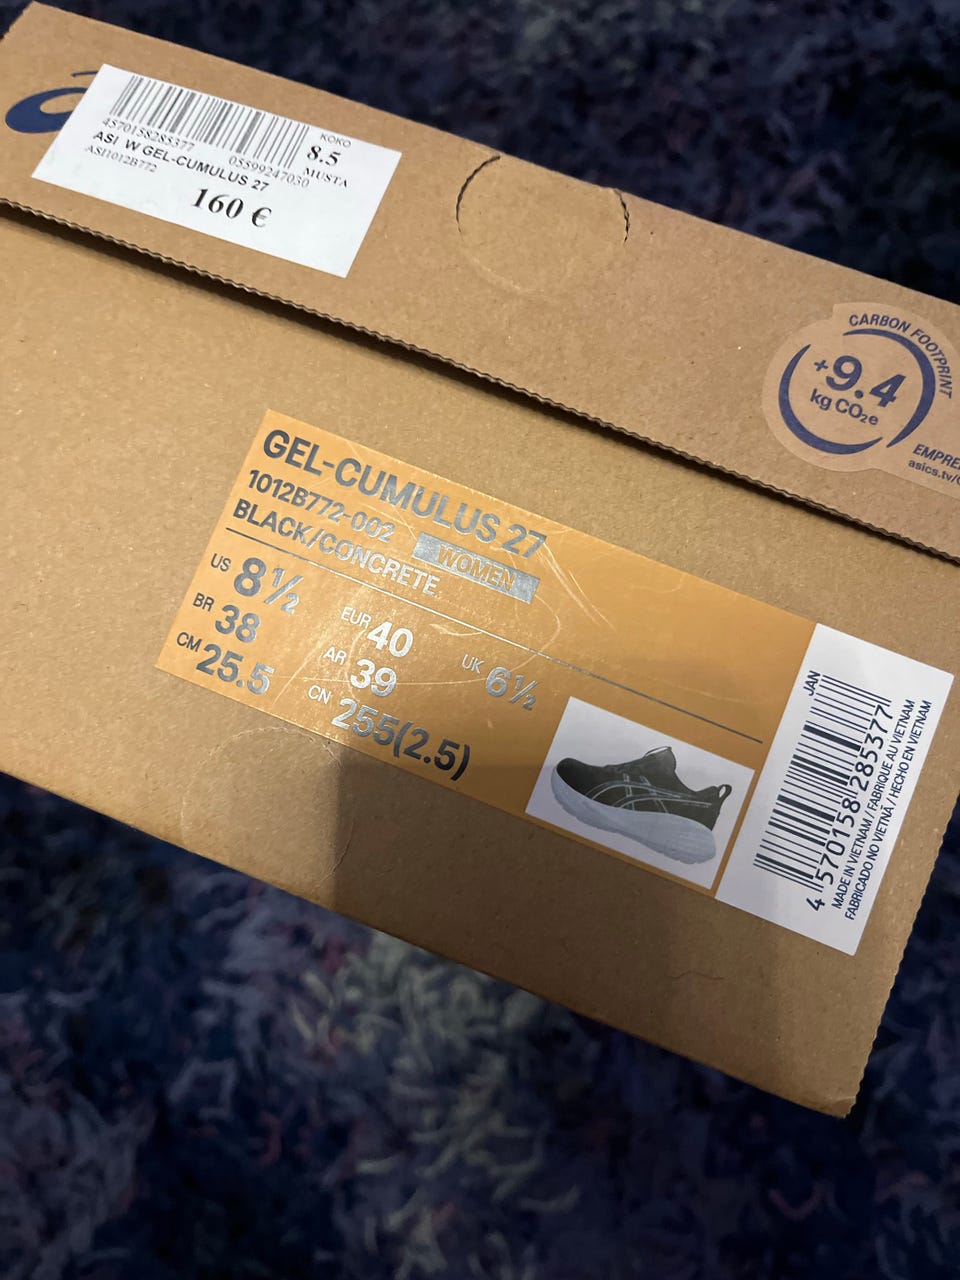 4570158285377
05599247030
KOKO
8.5
MUSTA
ASI W GEL-CUMULUS 27
ASI1012B772
160 €
CARBON FOOTPRINT
+9.4
kg CO₂e
asics.tv/
GEL-CUMULUS 27
1012B772-002
WOMEN
BLACK/CONCRETE
US 8½
EUR 40
UK 6½
BR 38
AR 39
CM 25.5
CN 255(2.5)
JAN
4 570158 285377
MADE IN VIETNAM / FABRIQUE AU VIETNAM
FABRICADO NO VIETNÃ / HECHO EN VIETNAM